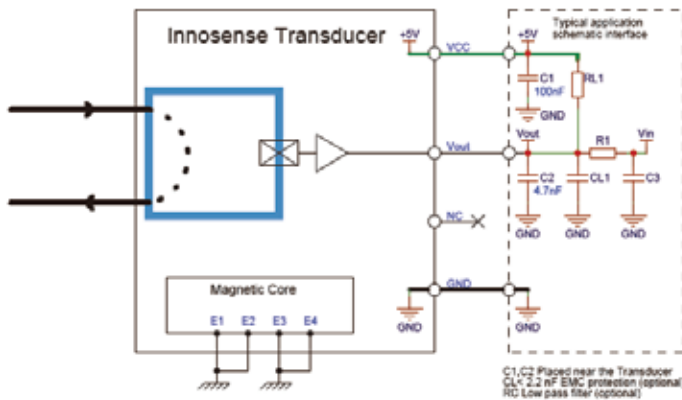 Innosense Transducer
Typical application
schematic interface
+5V
VCC
+5V
C1
100nF
RL1
GND
Vout
Vout
R1
Vin
C2
4.7nF
CL1
C3
GND
GND
GND
NC
GND
GND
GND
Magnetic Core
E1 E2 E3 E4
C1,C2 Placed near the Transducer
CL< 2.2 nF EMC protection (optional)
RC Low pass filter (optional)